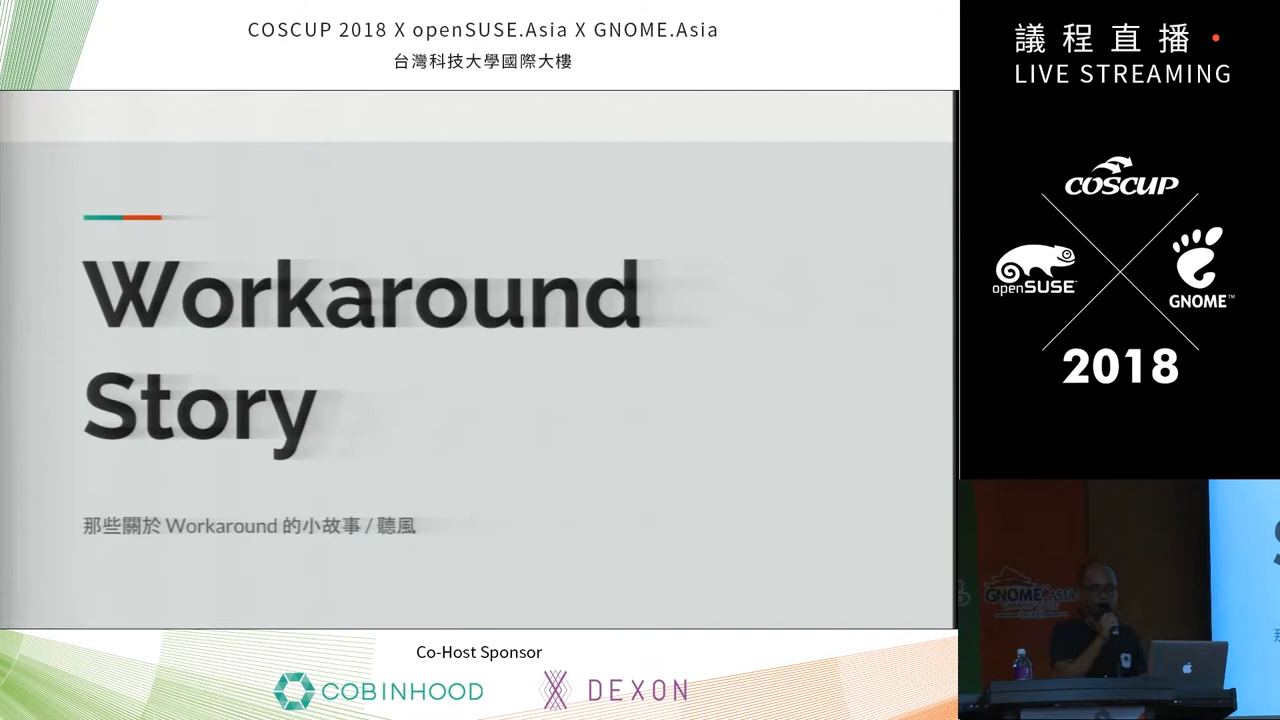 COSCUP 2018 X openSUSE.Asia X GNOME.Asia
台灣科技大學國際大樓
Workaround
Story
那些關於 Workaround 的小故事 / 聽風
Co-Host Sponsor
COBINHOOD
DEXON
議程直播
LIVE STREAMING
COSCUP
openSUSE
GNOME™
2018
GNOME.ASIA